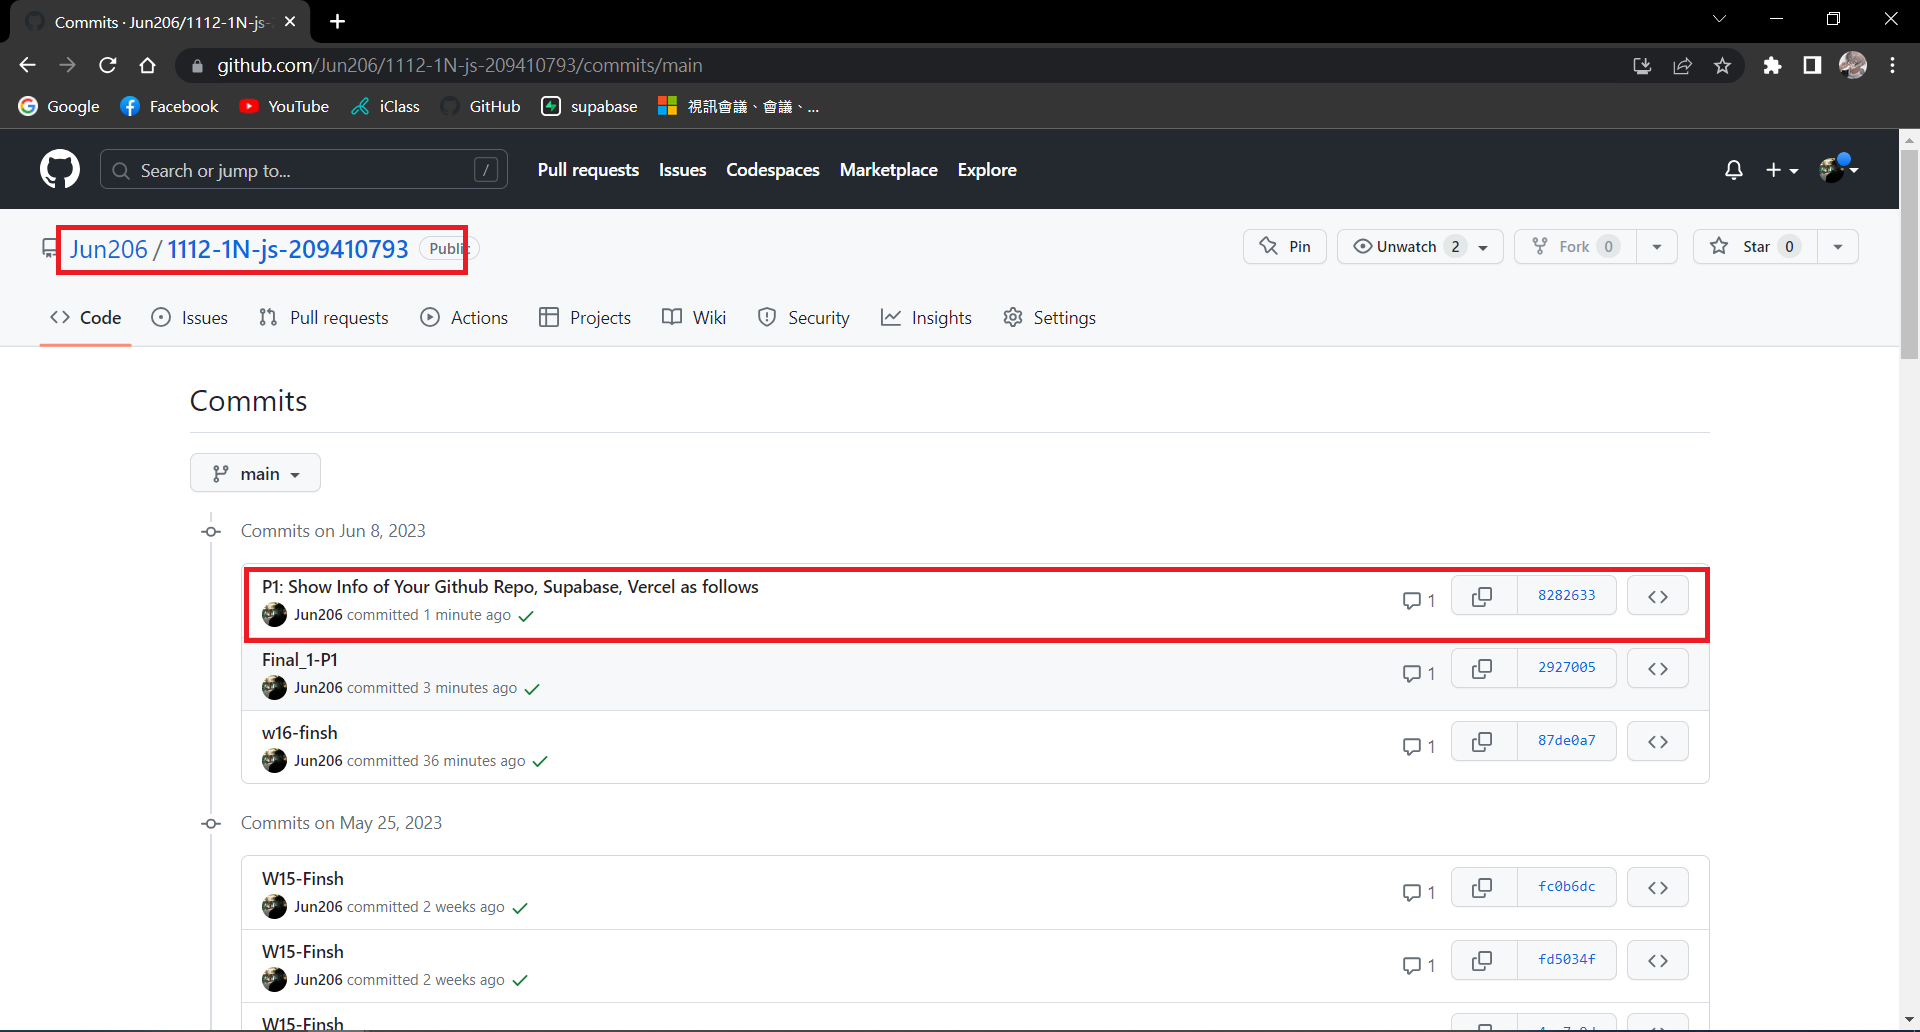 Commits · Jun206/1112-1N-js-
github.com/Jun206/1112-1N-js-209410793/commits/main
Google Facebook YouTube iClass GitHub supabase 視訊會議、會議、...
Search or jump to... / Pull requests Issues Codespaces Marketplace Explore
Jun206 / 1112-1N-js-209410793 Public Pin Unwatch 2 Fork 0 Star 0
Code Issues Pull requests Actions Projects Wiki Security Insights Settings
Commits
main
Commits on Jun 8, 2023
P1: Show Info of Your Github Repo, Supabase, Vercel as follows
Jun206 committed 1 minute ago 1 8282633
Final_1-P1
Jun206 committed 3 minutes ago 1 2927005
w16-finsh
Jun206 committed 36 minutes ago 1 87de0a7
Commits on May 25, 2023
W15-Finsh
Jun206 committed 2 weeks ago 1 fc0b6dc
W15-Finsh
Jun206 committed 2 weeks ago 1 fd5034f
W15-Finsh